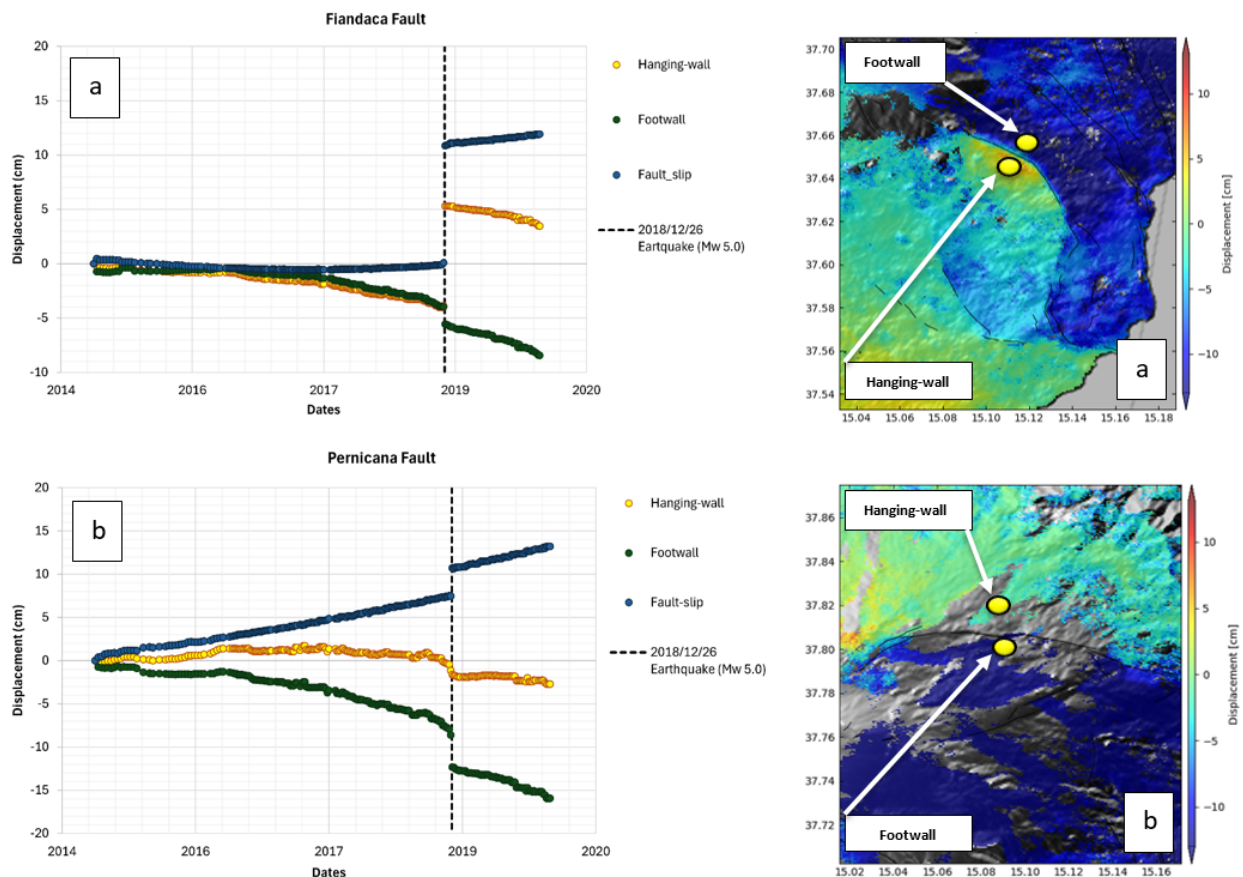 Fiandaca Fault
20
15
10
5
0
-5
-10
Displacement (cm)
2014
2016
2017
2019
2020
Dates
a
Hanging-wall
Footwall
Fault_slip
2018/12/26
Eartquake (Mw 5.0)
37.70
37.68
37.66
37.64
37.62
37.60
37.58
37.56
37.54
15.04 15.06 15.08 15.10 15.12 15.14 15.16 15.18
Footwall
Hanging-wall
a
10
5
0
−5
−10
Displacement [cm]
Pernicana Fault
20
15
10
5
0
-5
-10
-15
-20
Displacement (cm)
2014
2016
2017
2019
2020
Dates
b
Hanging-wall
Footwall
Fault-slip
2018/12/26
Earthquake (Mw 5.0)
37.86
37.84
37.82
37.80
37.78
37.76
37.74
37.72
15.02 15.04 15.06 15.08 15.10 15.12 15.14 15.16
Hanging-wall
Footwall
b
10
5
0
−5
−10
Displacement [cm]